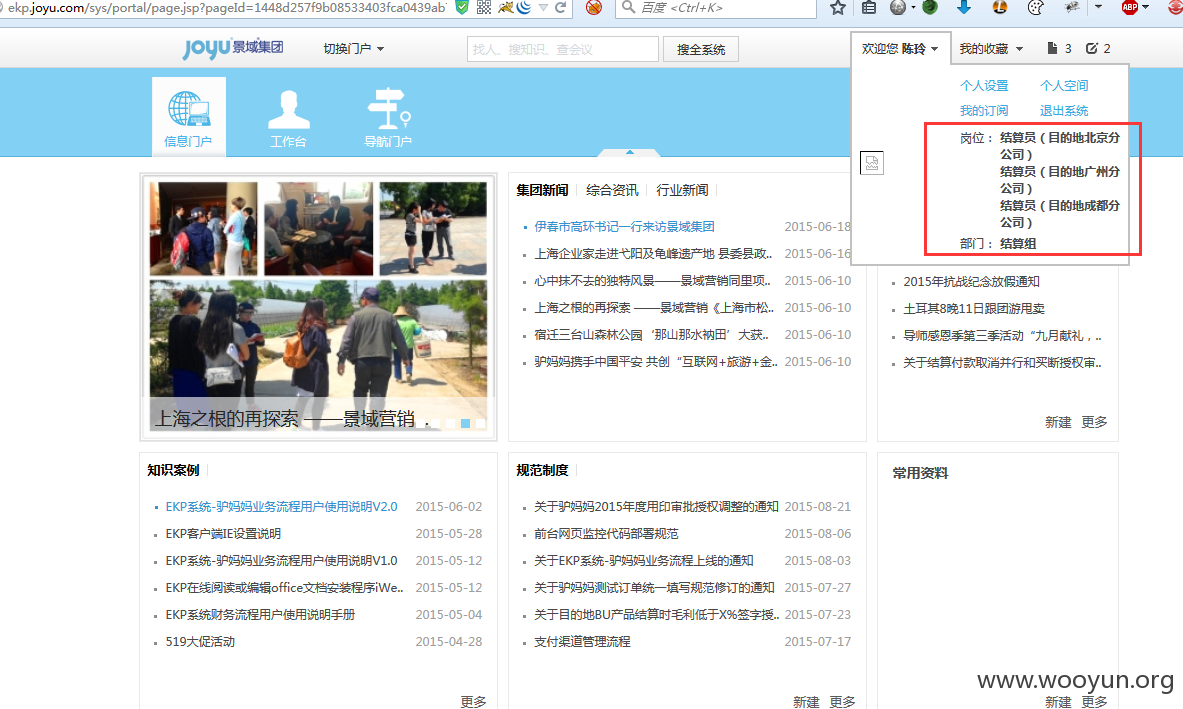 ekp.joyu.com/sys/portal/page.jsp?pageId=1448d257f9b08533403fca0439ab
百度 <Ctrl+K>
ABP
joyu 景域集团
切换门户
找人、搜知识、查会议
搜全系统
欢迎您 陈玲
我的收藏
3
2
个人设置
个人空间
我的订阅
退出系统
岗位： 结算员（目的地北京分
公司）
结算员（目的地广州分
公司）
结算员（目的地成都分
公司）
部门： 结算组
信息门户
工作台
导航门户
上海之根的再探索 ——景域营销 .
集团新闻
综合资讯
行业新闻
伊春市高环书记一行来访景域集团 2015-06-18
上海企业家走进弋阳及龟峰遗产地 县委县政.. 2015-06-16
心中抹不去的独特风景——景域营销同里项.. 2015-06-10
上海之根的再探索 ——景域营销《上海市松.. 2015-06-10
宿迁三台山森林公园‘那山那水衲田’大获.. 2015-06-10
驴妈妈携手中国平安 共创“互联网+旅游+金.. 2015-06-10
2015年抗战纪念放假通知
土耳其8晚11日跟团游甩卖
导师感恩季第三季活动“九月献礼，..
关于结算付款取消并行和买断授权审..
新建 更多
知识案例
EKP系统-驴妈妈业务流程用户使用说明V2.0 2015-06-02
EKP客户端IE设置说明 2015-05-28
EKP系统-驴妈妈业务流程用户使用说明V1.0 2015-05-12
EKP在线阅读或编辑office文档安装程序iWe.. 2015-05-12
EKP系统财务流程用户使用说明手册 2015-05-04
519大促活动 2015-04-28
更多
规范制度
关于驴妈妈2015年度用印审批授权调整的通知 2015-08-21
前台网页监控代码部署规范 2015-08-06
关于EKP系统-驴妈妈业务流程上线的通知 2015-08-03
关于驴妈妈测试订单统一填写规范修订的通知 2015-07-27
关于目的地BU产品结算时毛利低于X%签字授.. 2015-07-23
支付渠道管理流程 2015-07-17
新建 更多
常用资料
新建 更多
www.wooyun.org